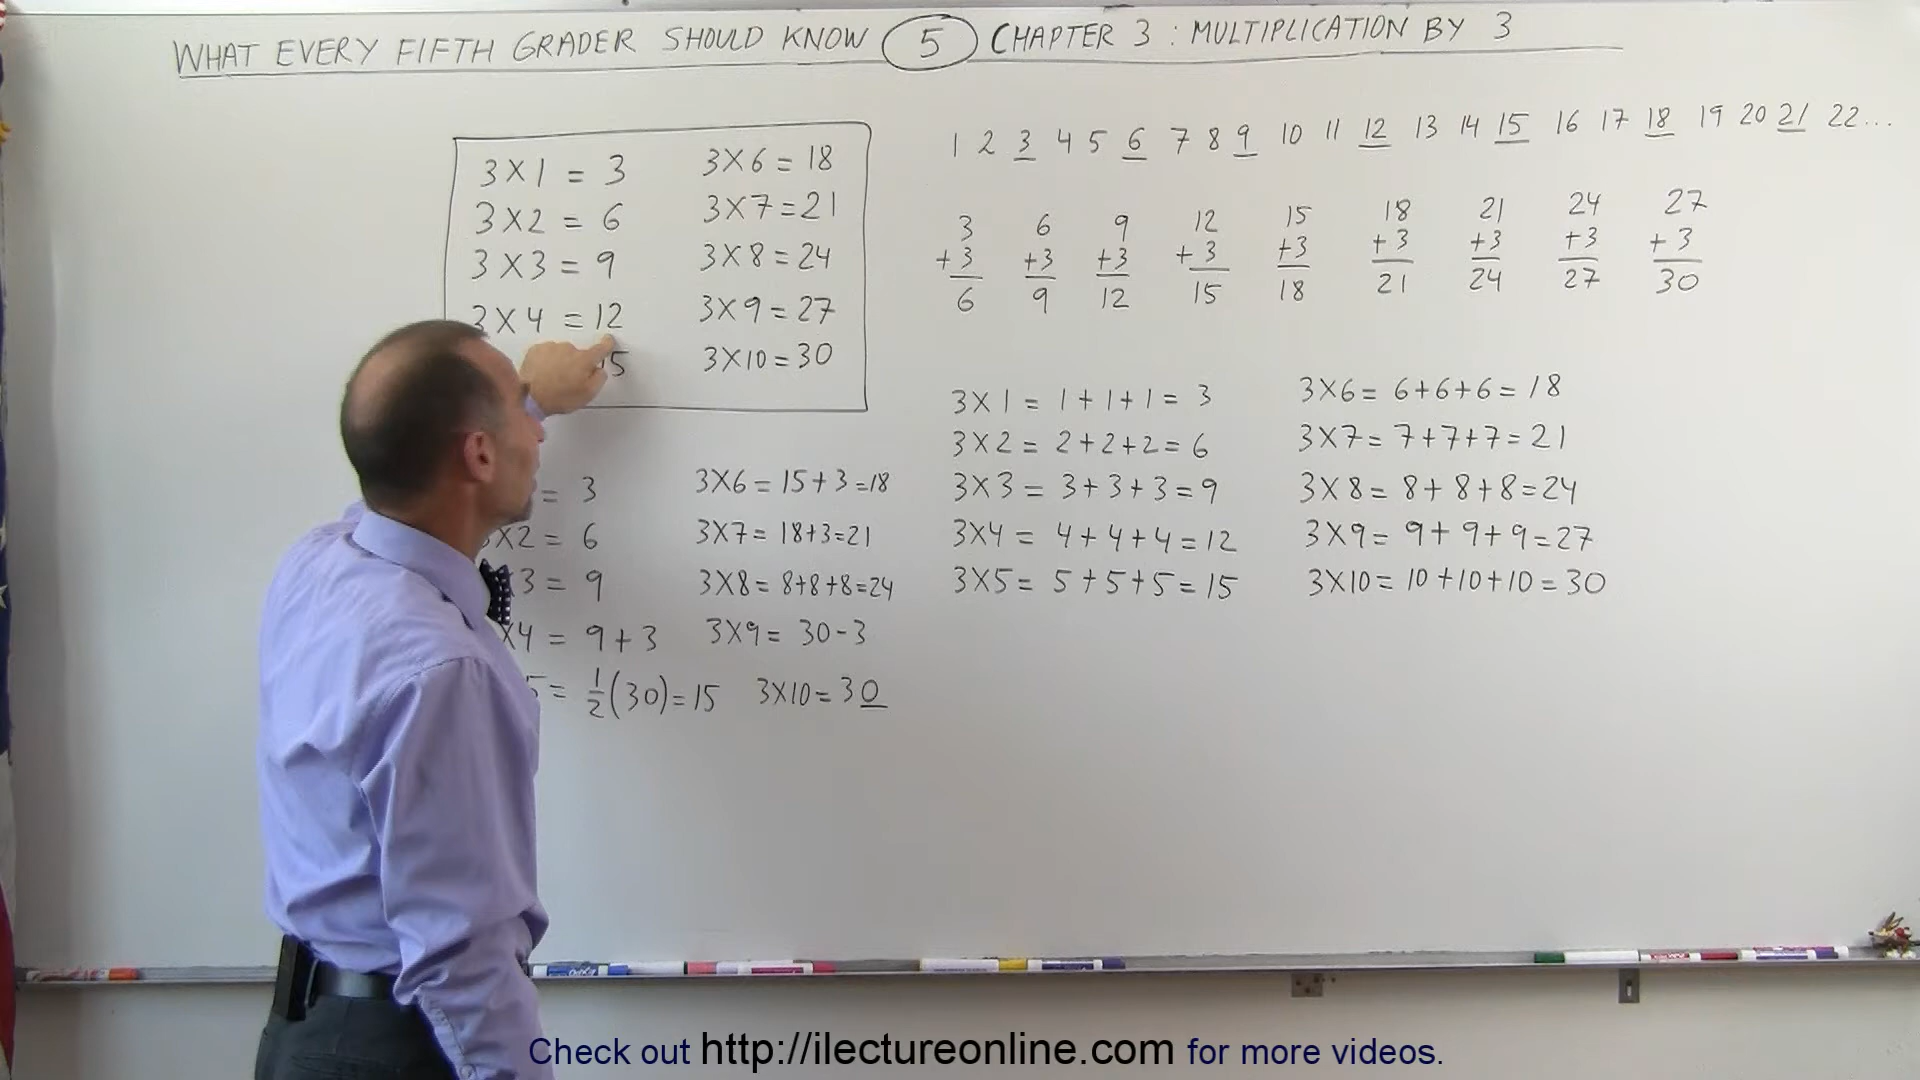 WHAT EVERY FIFTH GRADER SHOULD KNOW 5 CHAPTER 3 : MULTIPLICATION BY 3
3X1 = 3
3X2 = 6
3X3 = 9
3X4 = 12
15
3X6 = 18
3X7 = 21
3X8 = 24
3X9 = 27
3X10 = 30
1 2 3 4 5 6 7 8 9 10 11 12 13 14 15 16 17 18 19 20 21 22...
3 6 9 12 15 18 21 24 27
+3 +3 +3 +3 +3 +3 +3 +3 +3
6 9 12 15 18 21 24 27 30
= 3
X2 = 6
3 = 9
X4 = 9+3
= 1/2(30) = 15
3X6 = 15+3 = 18
3X7 = 18+3 = 21
3X8 = 8+8+8 = 24
3X9 = 30-3
3X10 = 30
3X1 = 1+1+1 = 3
3X2 = 2+2+2 = 6
3X3 = 3+3+3 = 9
3X4 = 4+4+4 = 12
3X5 = 5+5+5 = 15
3X6 = 6+6+6 = 18
3X7 = 7+7+7 = 21
3X8 = 8+8+8 = 24
3X9 = 9+9+9 = 27
3X10 = 10+10+10 = 30
Check out http://ilectureonline.com for more videos.